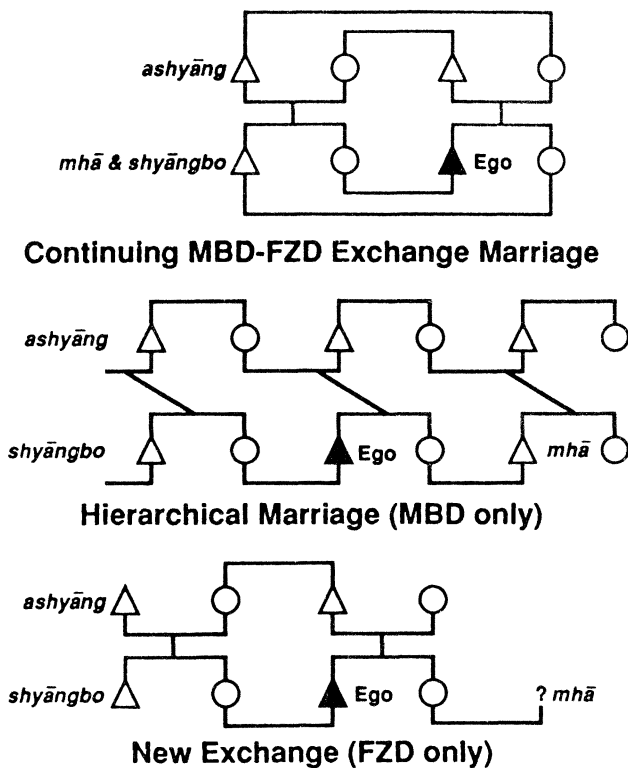 ashyāng
mhā & shyāngbo Ego
Continuing MBD-FZD Exchange Marriage
ashyāng
shyāngbo Ego mhā
Hierarchical Marriage (MBD only)
ashyāng
shyāngbo Ego ? mhā
New Exchange (FZD only)